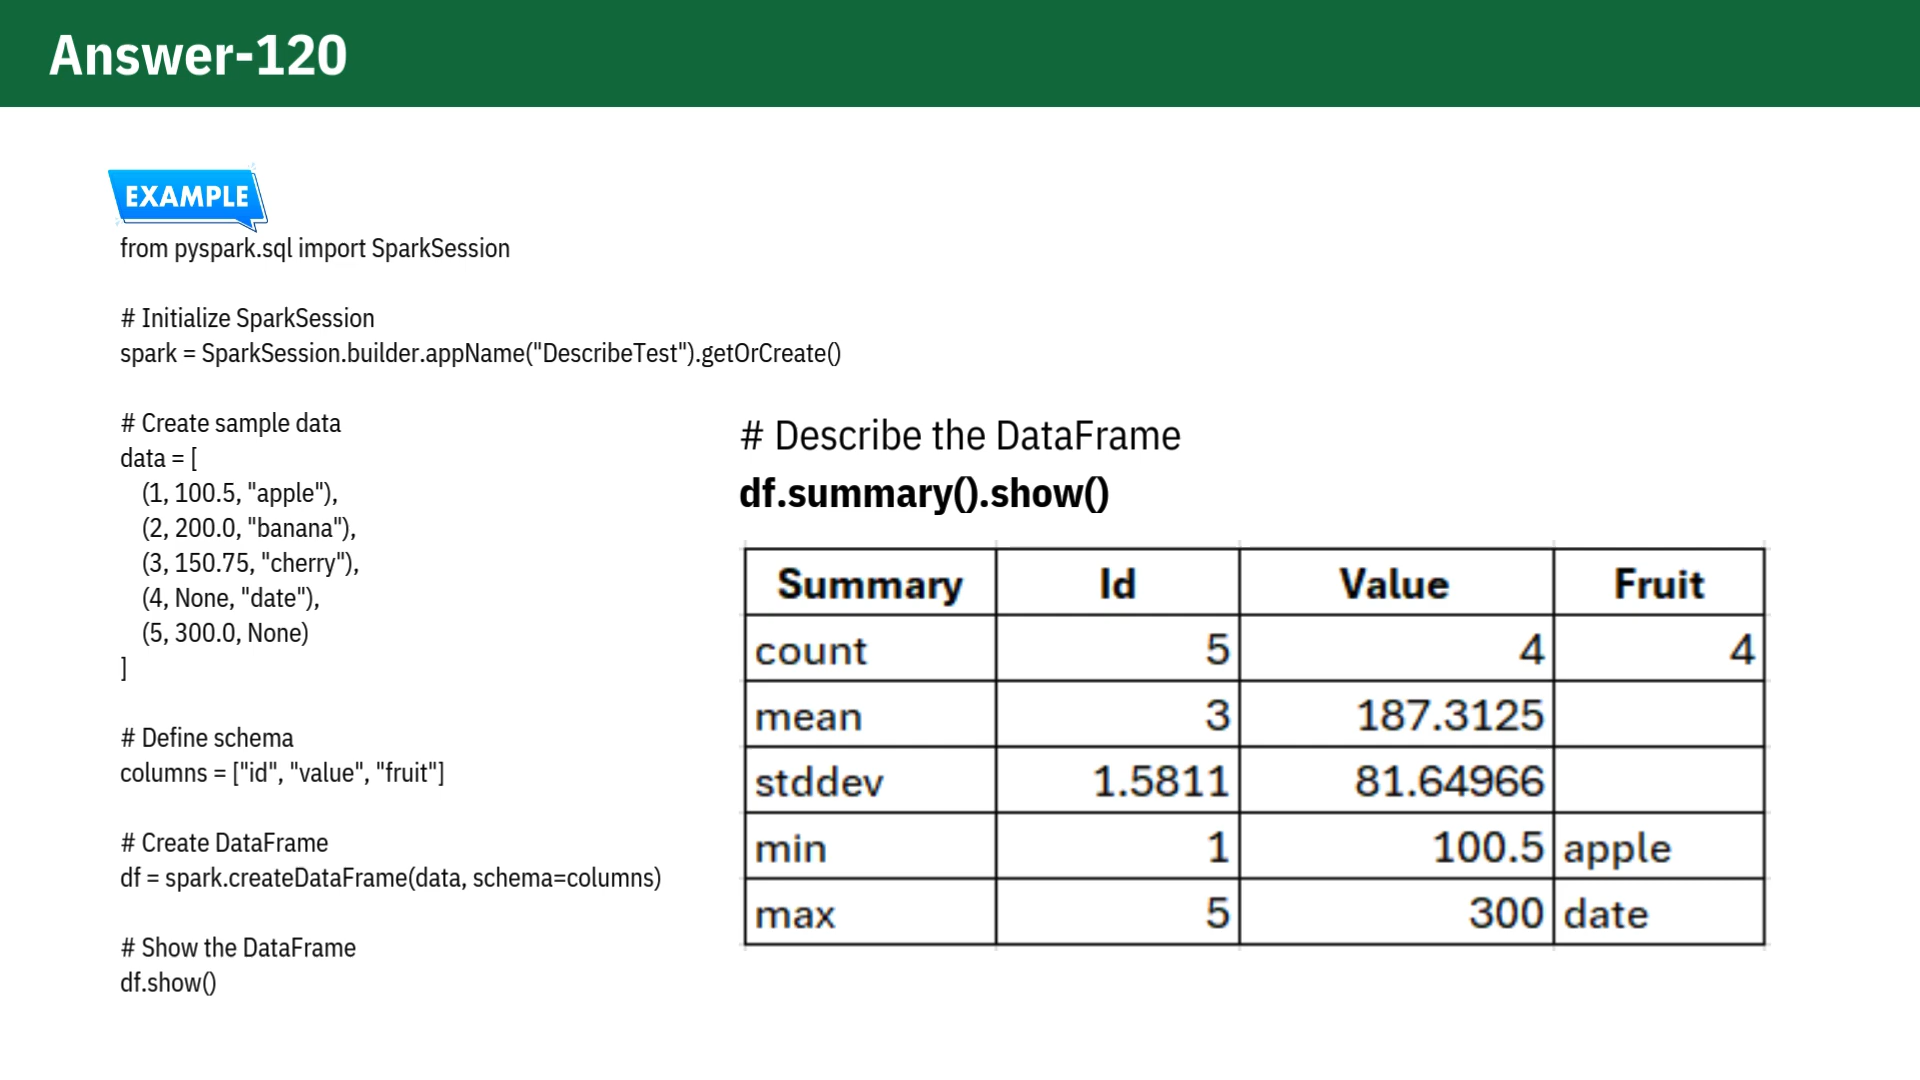 Answer-120
EXAMPLE
from pyspark.sql import SparkSession
# Initialize SparkSession
spark = SparkSession.builder.appName("DescribeTest").getOrCreate()
# Create sample data
data = [
(1, 100.5, "apple"),
(2, 200.0, "banana"),
(3, 150.75, "cherry"),
(4, None, "date"),
(5, 300.0, None)
]
# Define schema
columns = ["id", "value", "fruit"]
# Create DataFrame
df = spark.createDataFrame(data, schema=columns)
# Show the DataFrame
df.show()
# Describe the DataFrame
df.summary().show()
Summary Id Value Fruit
count 5 4 4
mean 3 187.3125
stddev 1.5811 81.64966
min 1 100.5 apple
max 5 300 date